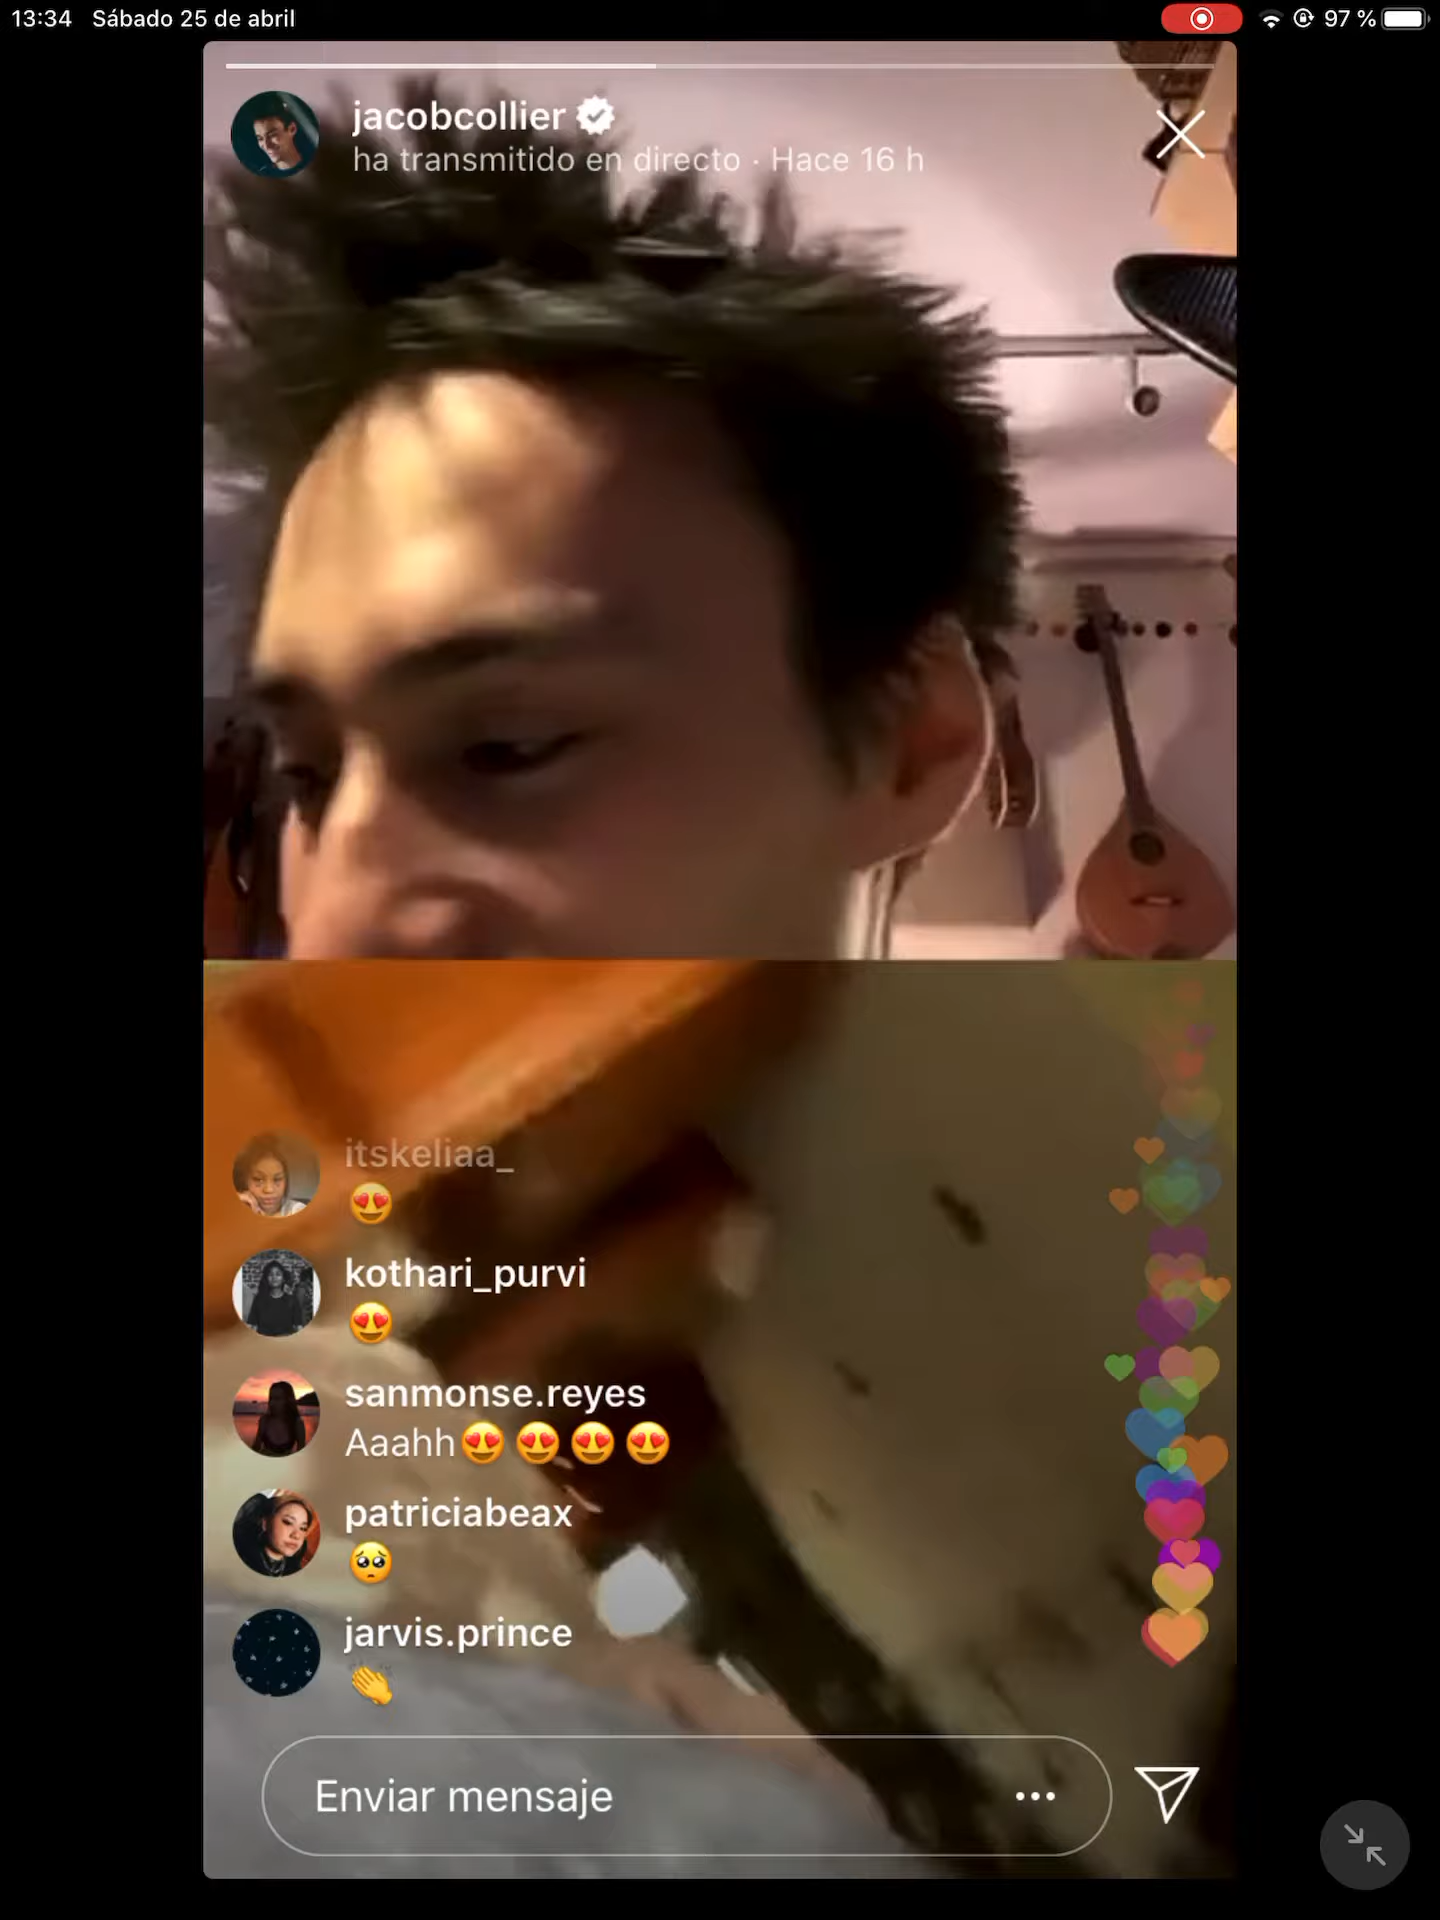 13:34 Sábado 25 de abril 97 %
jacobcollier
ha transmitido en directo · Hace 16 h
itskeliaa_
😍
kothari_purvi
😍
sanmonse.reyes
Aaahh😍😍😍😍
patriciabeax
🥺
jarvis.prince
👏
Enviar mensaje